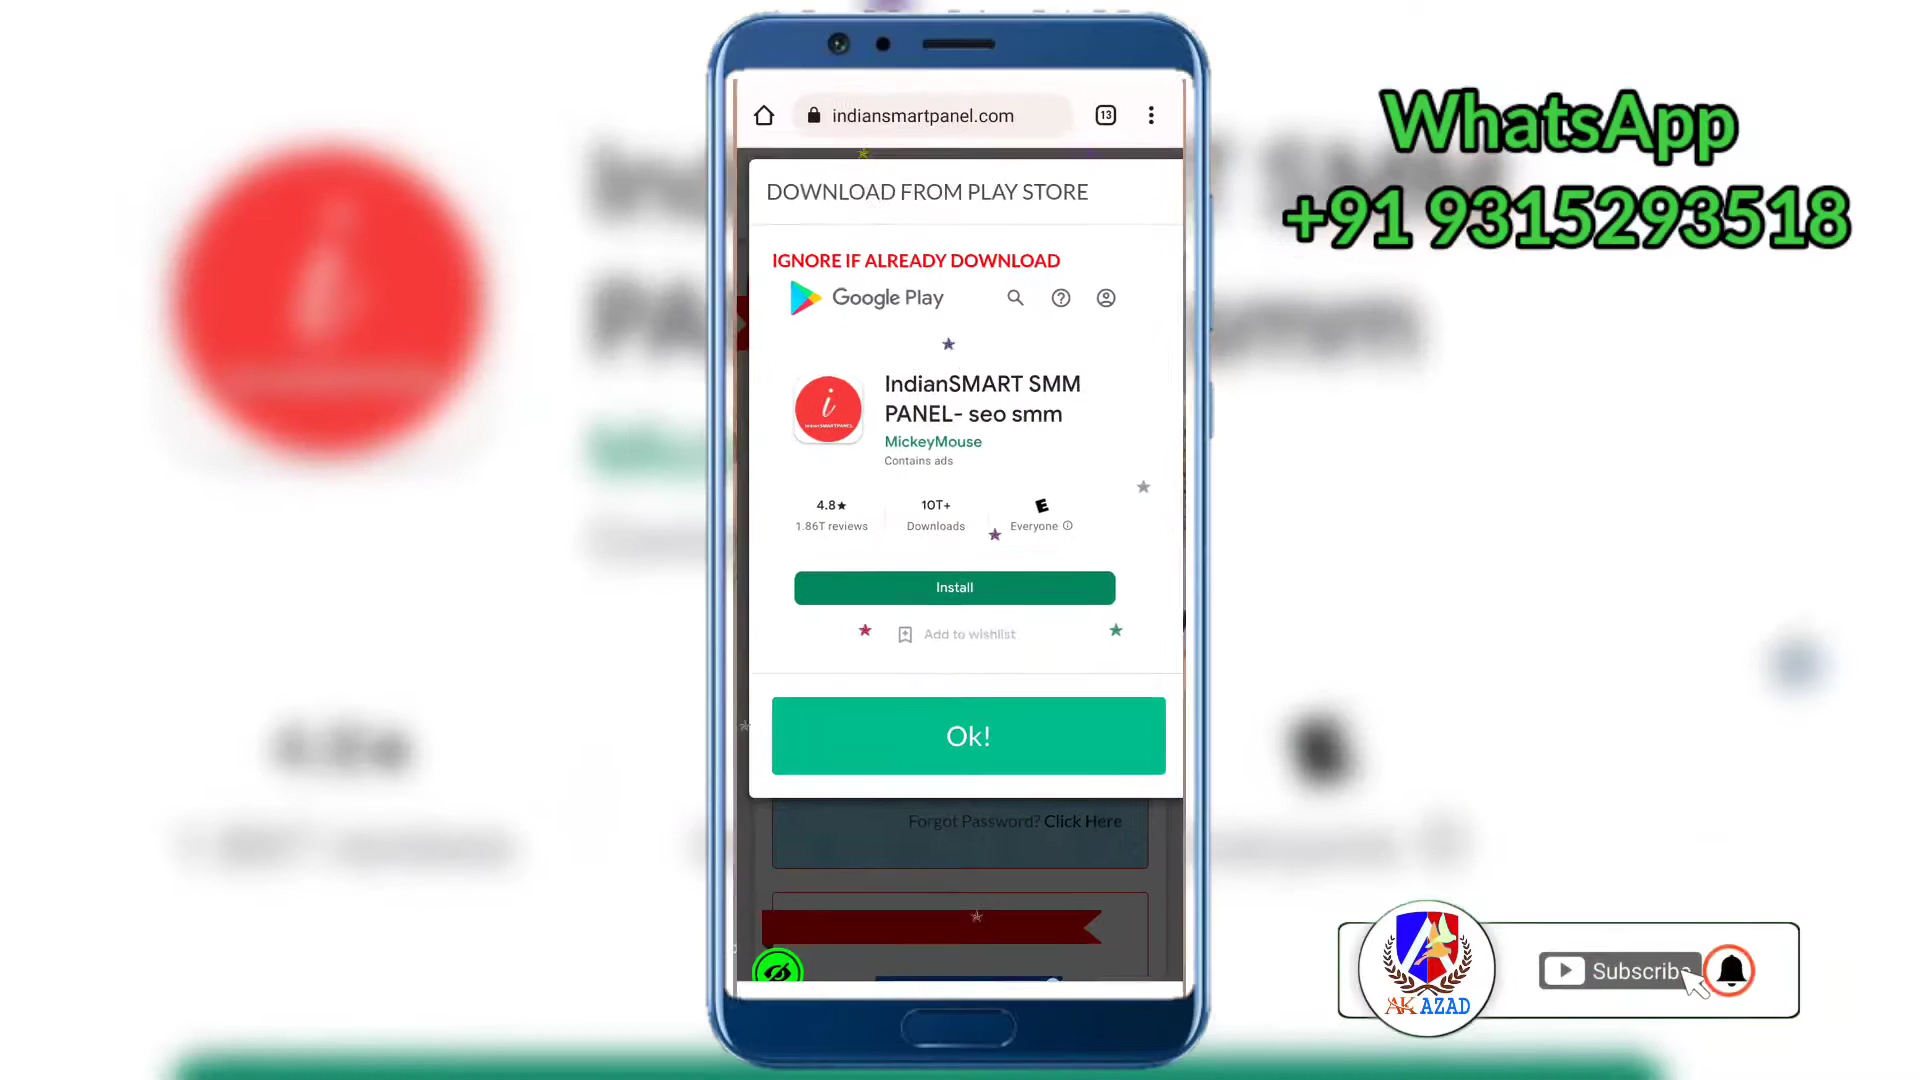 indiansmartpanel.com
13
DOWNLOAD FROM PLAY STORE
IGNORE IF ALREADY DOWNLOAD
Google Play
IndianSMART SMM
PANEL- seo smm
MickeyMouse
Contains ads
4.8★
1.86T reviews
10T+
Downloads
E
Everyone
Install
Add to wishlist
Ok!
Forgot Password? Click Here
WhatsApp
+91 9315293518
AK AZAD
Subscribe